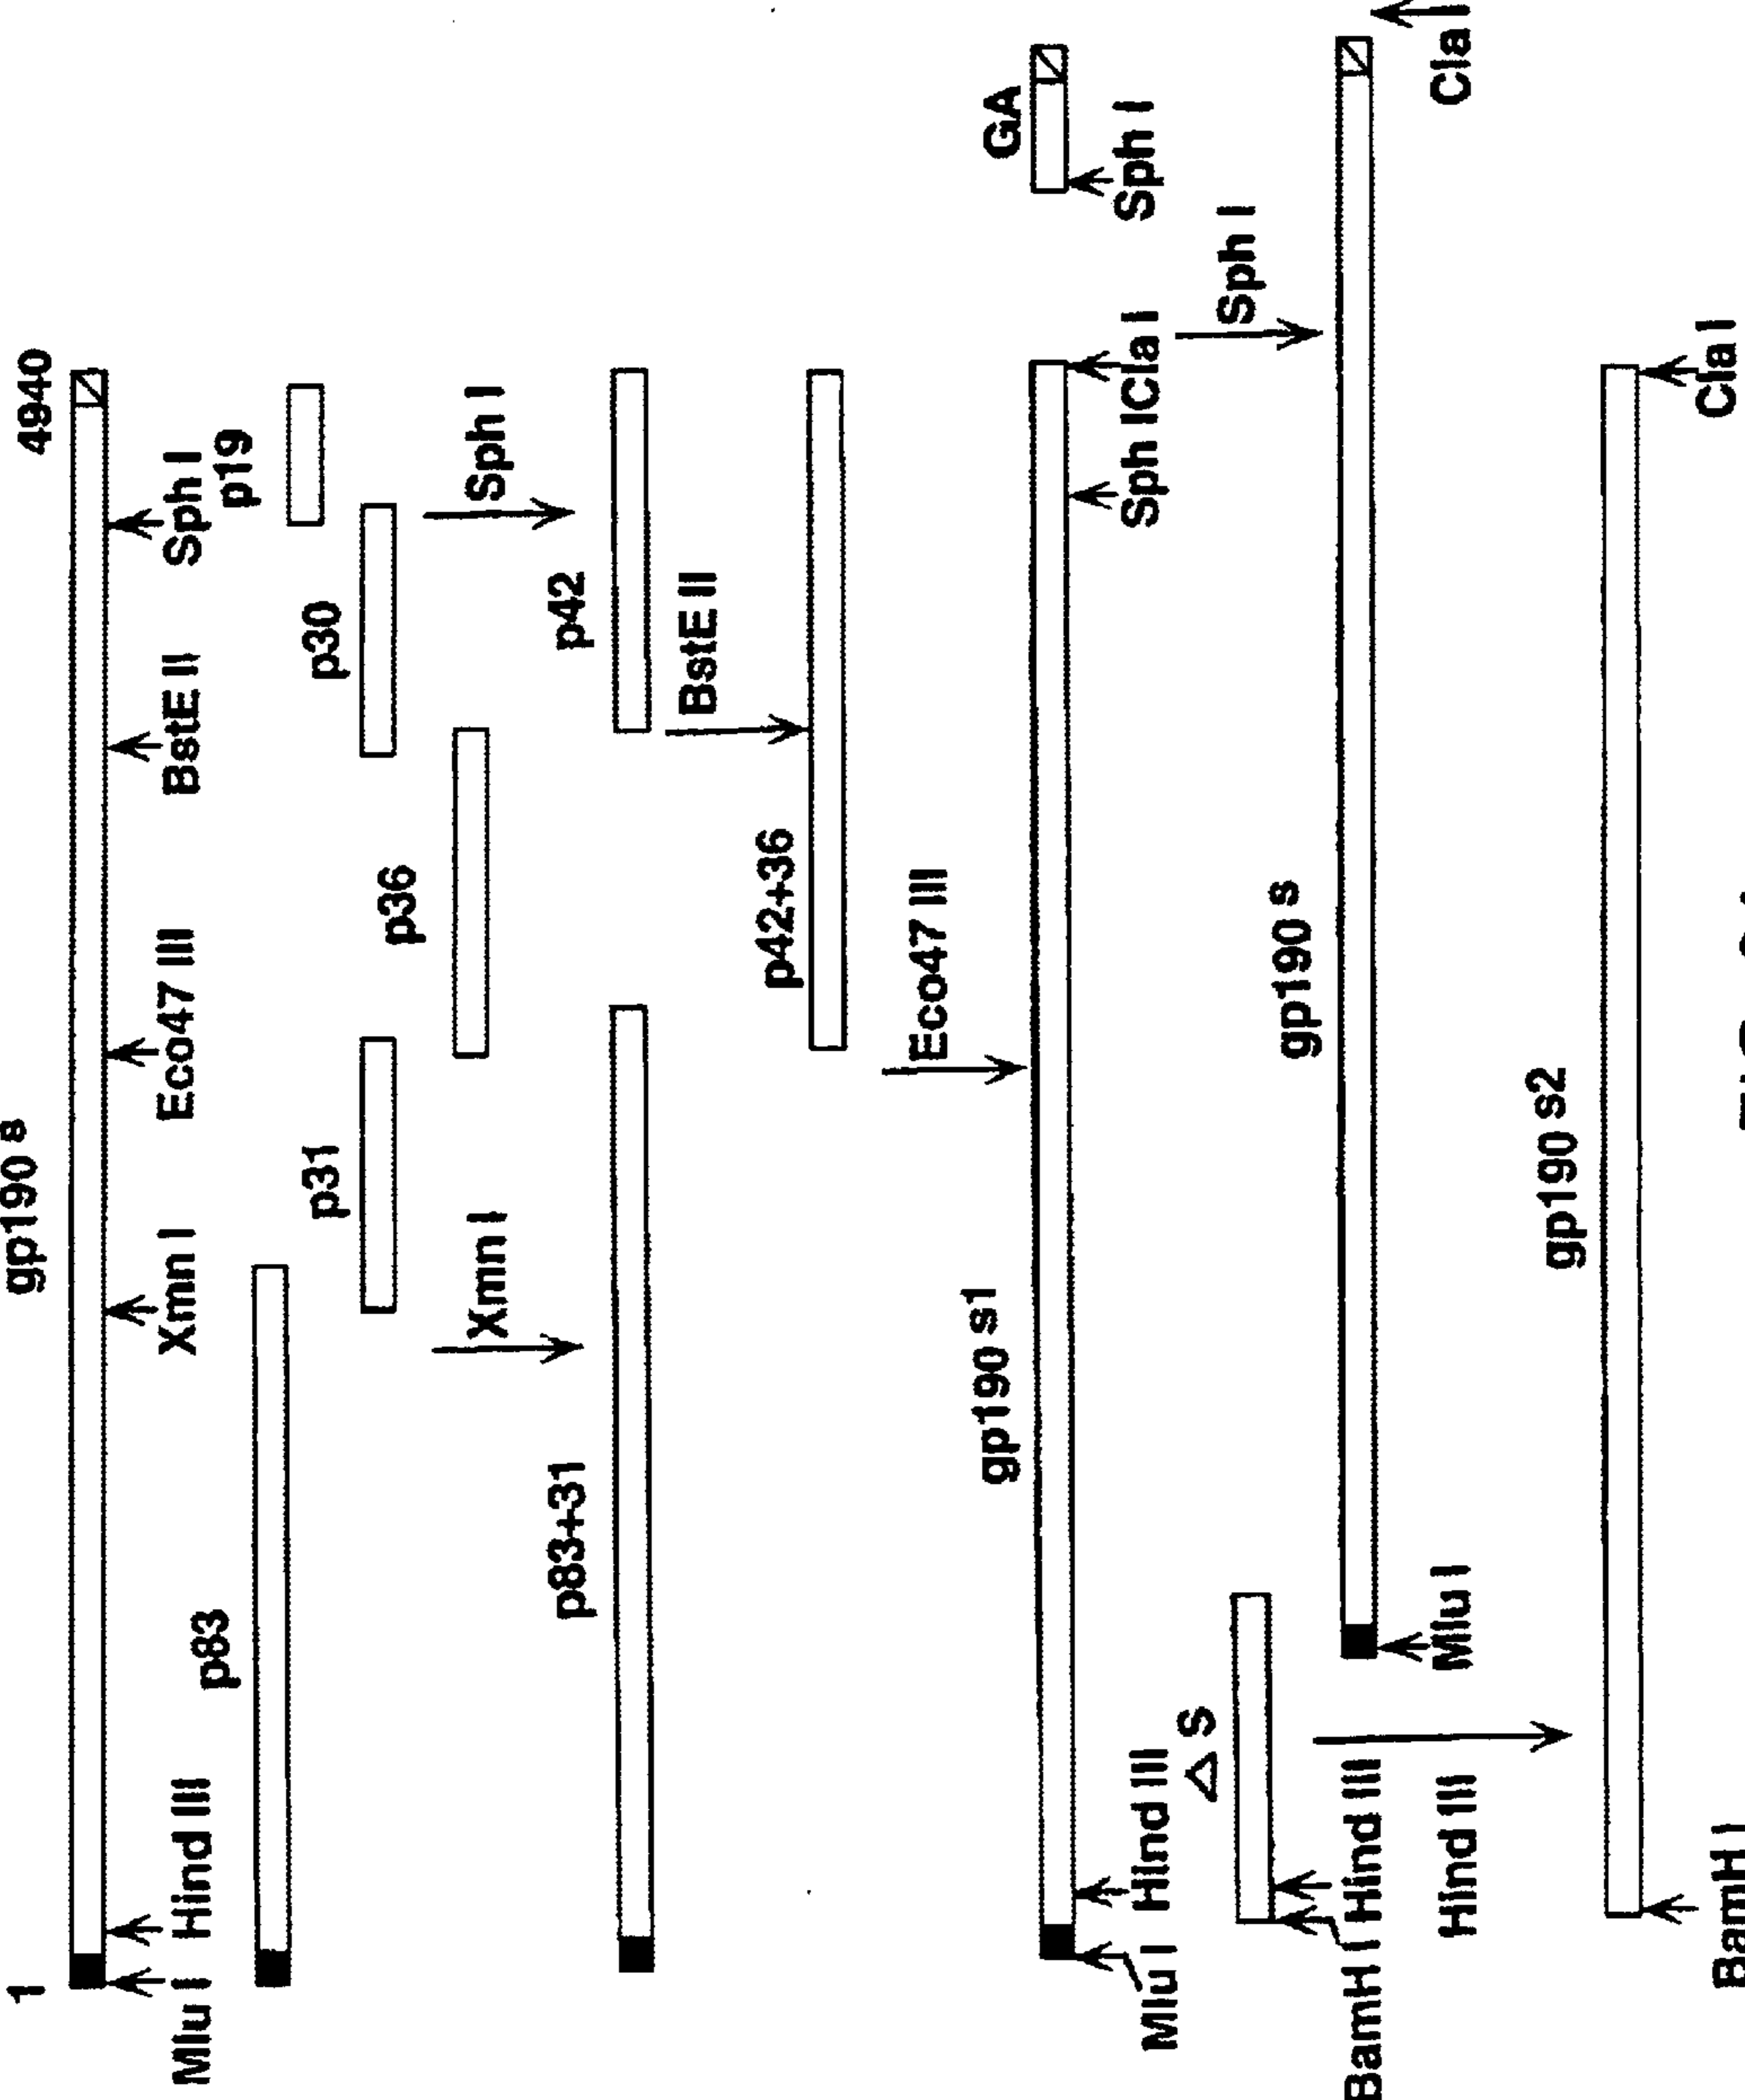 gp190 s
1
4940
Mlu I
Hind III
Xmn I
Eco47 III
BstE II
Sph I
p83
p19
p31
p30
p36
Xmn I
Sph I
p83+31
p42
BstE II
p42+36
Eco47 III
gp190 s1
GA
Mlu I
Hind III
Sph I
Cla I
Sph I
△ S
Sph I
BamH I
Hind III
gp190 s
Hind III
Mlu I
Cla I
gp190 s2
BamH I
Cla I